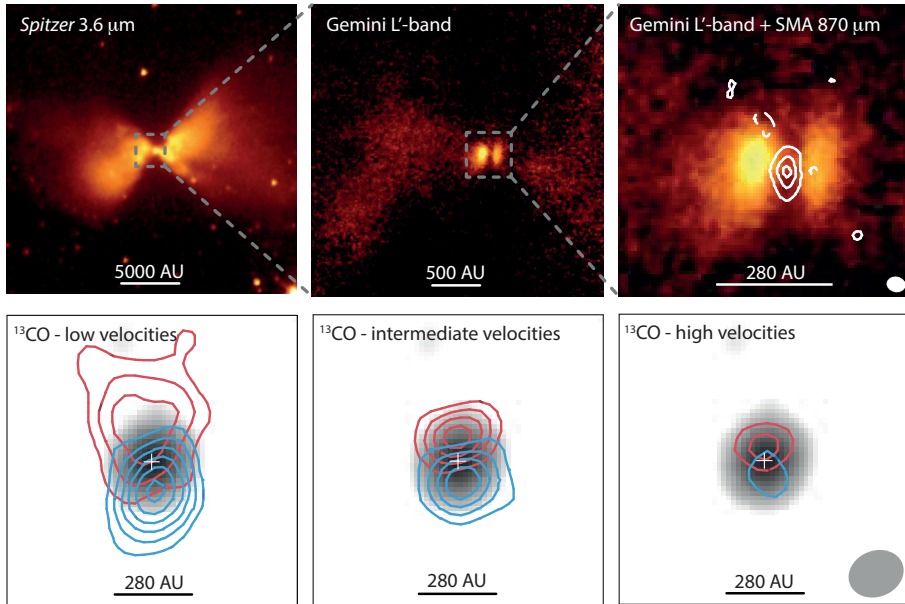 Spitzer 3.6 μm
Gemini L'-band
Gemini L'-band + SMA 870 μm
5000 AU
500 AU
280 AU
¹³CO - low velocities
¹³CO - intermediate velocities
¹³CO - high velocities
280 AU
280 AU
280 AU